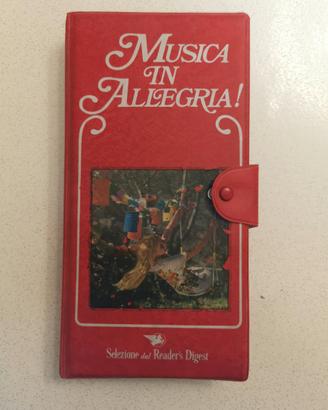 MUSICA
IN
ALLEGRIA!
Selezione dal Reader's Digest